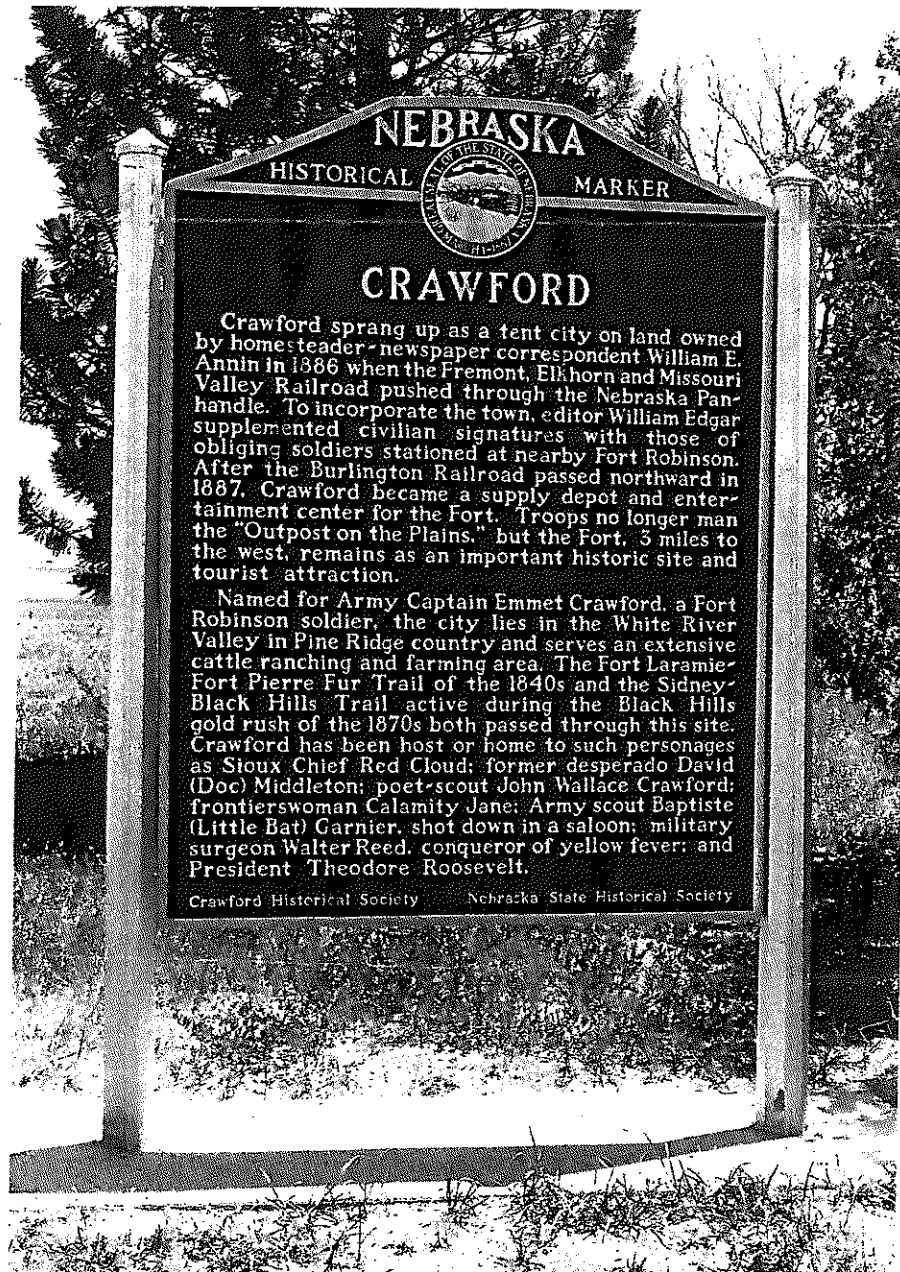 NEBRASKA
HISTORICAL MARKER
CRAWFORD
Crawford sprang up as a tent city on land owned
by homesteader-newspaper correspondent William E.
Annin in 1886 when the Fremont, Elkhorn and Missouri
Valley Railroad pushed through the Nebraska Pan-
handle. To incorporate the town, editor William Edgar
supplemented civilian signatures with those of
obliging soldiers stationed at nearby Fort Robinson.
After the Burlington Railroad passed northward in
1887, Crawford became a supply depot and enter-
tainment center for the Fort. Troops no longer man
the "Outpost on the Plains," but the Fort, 3 miles to
the west, remains as an important historic site and
tourist attraction.
Named for Army Captain Emmet Crawford, a Fort
Robinson soldier, the city lies in the White River
Valley in Pine Ridge country and serves an extensive
cattle ranching and farming area. The Fort Laramie-
Fort Pierre Fur Trail of the 1840s and the Sidney-
Black Hills Trail active during the Black Hills
gold rush of the 1870s both passed through this site.
Crawford has been host or home to such personages
as Sioux Chief Red Cloud; former desperado David
(Doc) Middleton; poet-scout John Wallace Crawford;
frontierswoman Calamity Jane; Army scout Baptiste
(Little Bat) Garnier, shot down in a saloon; military
surgeon Walter Reed, conqueror of yellow fever; and
President Theodore Roosevelt.
Crawford Historical Society Nebraska State Historical Society